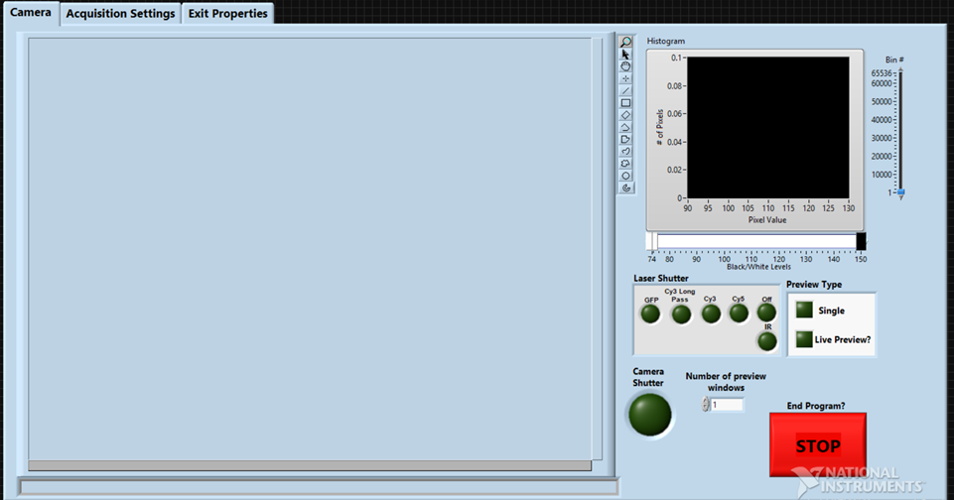 Camera
Acquisition Settings
Exit Properties
Histogram
Bin #
0.1
0.08
0.06
0.04
0.02
0
# of Pixels
90 95 100 105 110 115 120 125 130
Pixel Value
65536
60000
50000
40000
30000
20000
10000
1
74 80 90 100 110 120 130 140 150
Black/White Levels
Laser Shutter
GFP
Cy3 Long
Pass
Cy3
Cy5
Off
IR
Preview Type
Single
Live Preview?
Camera
Shutter
Number of preview
windows
1
End Program?
STOP
NATIONAL
INSTRUMENTS